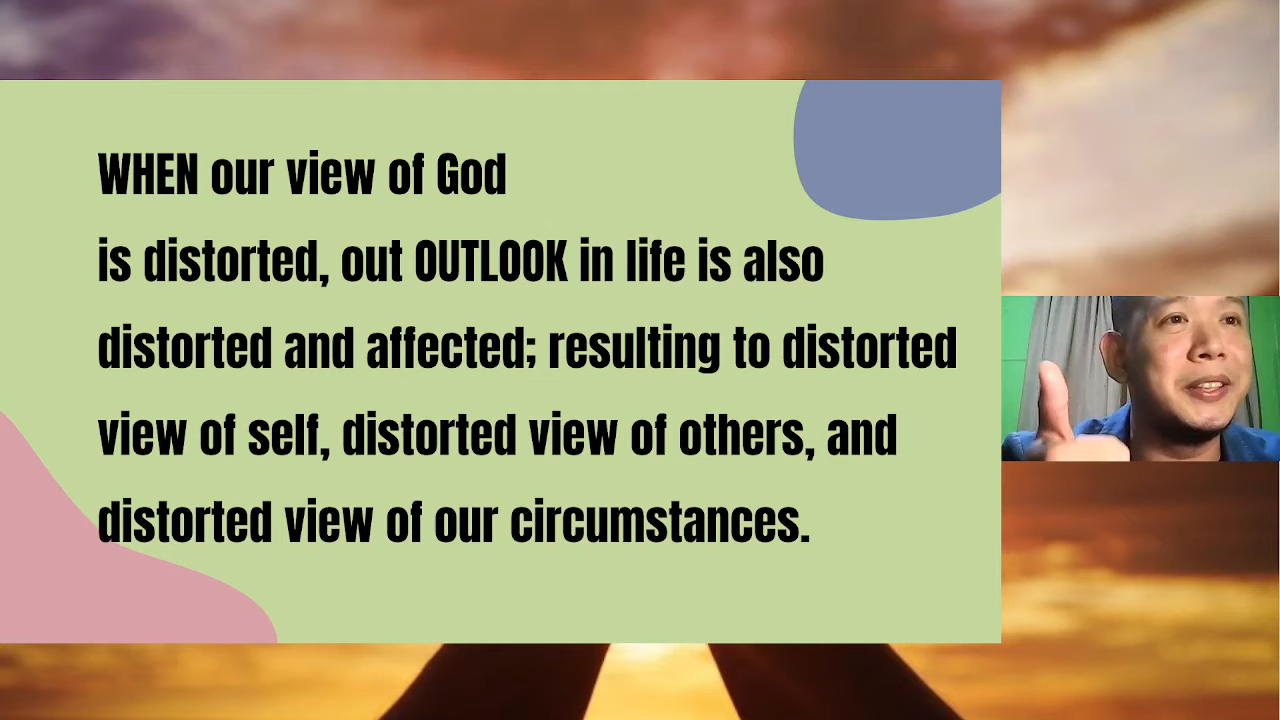 WHEN our view of God
is distorted, out OUTLOOK in life is also
distorted and affected; resulting to distorted
view of self, distorted view of others, and
distorted view of our circumstances.